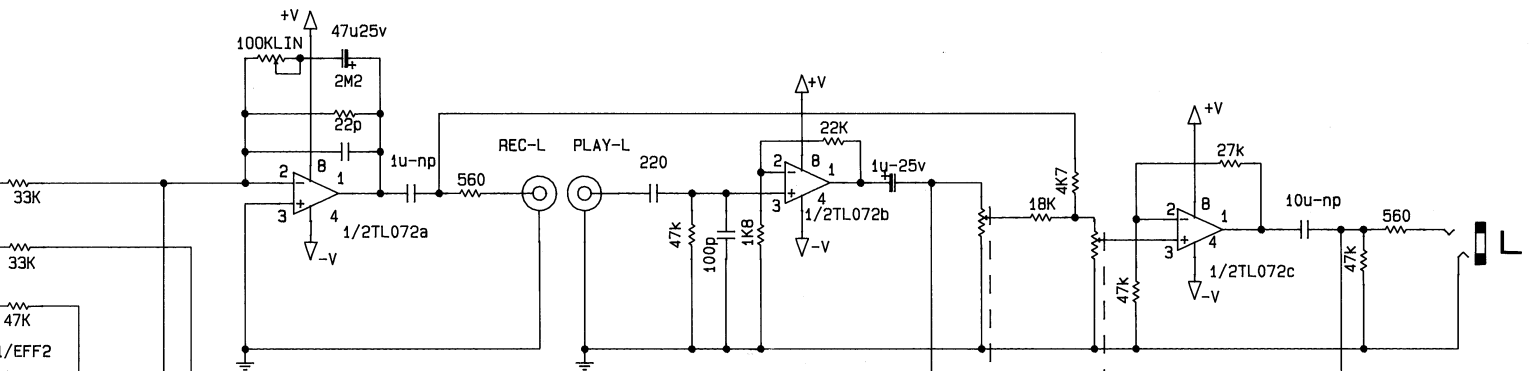 +V
47u25v
100KLIN
+
2M2
22p
2
8
1
3
4
1/2TL072a
-V
33K
33K
47K
1/EFF2
1u-np
560
REC-L
PLAY-L
220
47k
100p
1K8
+V
22K
2
8
1
3
4
1/2TL072b
-V
1u-25v
+
18K
4K7
+V
27k
2
8
1
3
4
1/2TL072c
-V
47k
10u-np
47k
560
L